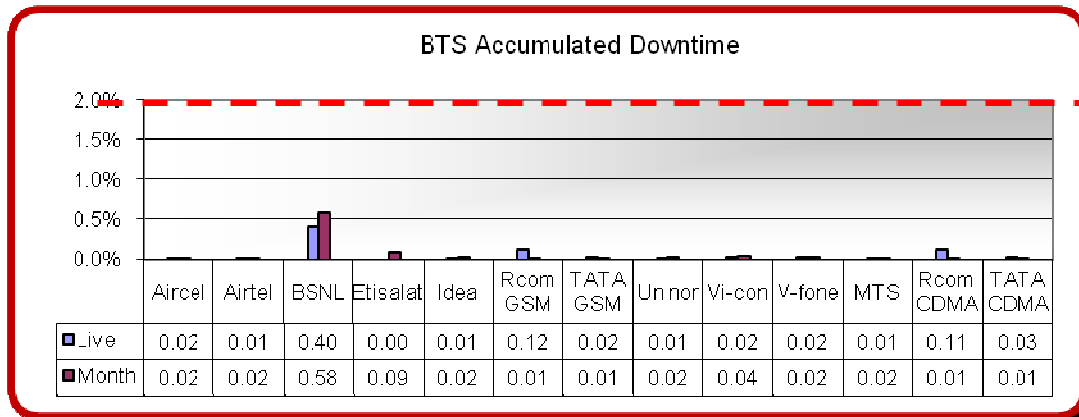 BTS Accumulated Downtime
2.0%
1.5%
1.0%
0.5%
0.0%
Aircel Airtel BSNL Etisalat Idea Rcom GSM TATA GSM Uninor Vi-con V-fone MTS Rcom CDMA TATA CDMA
Live 0.02 0.01 0.40 0.00 0.01 0.12 0.02 0.01 0.02 0.02 0.01 0.11 0.03
Month 0.02 0.02 0.58 0.09 0.02 0.01 0.01 0.02 0.04 0.02 0.02 0.01 0.01